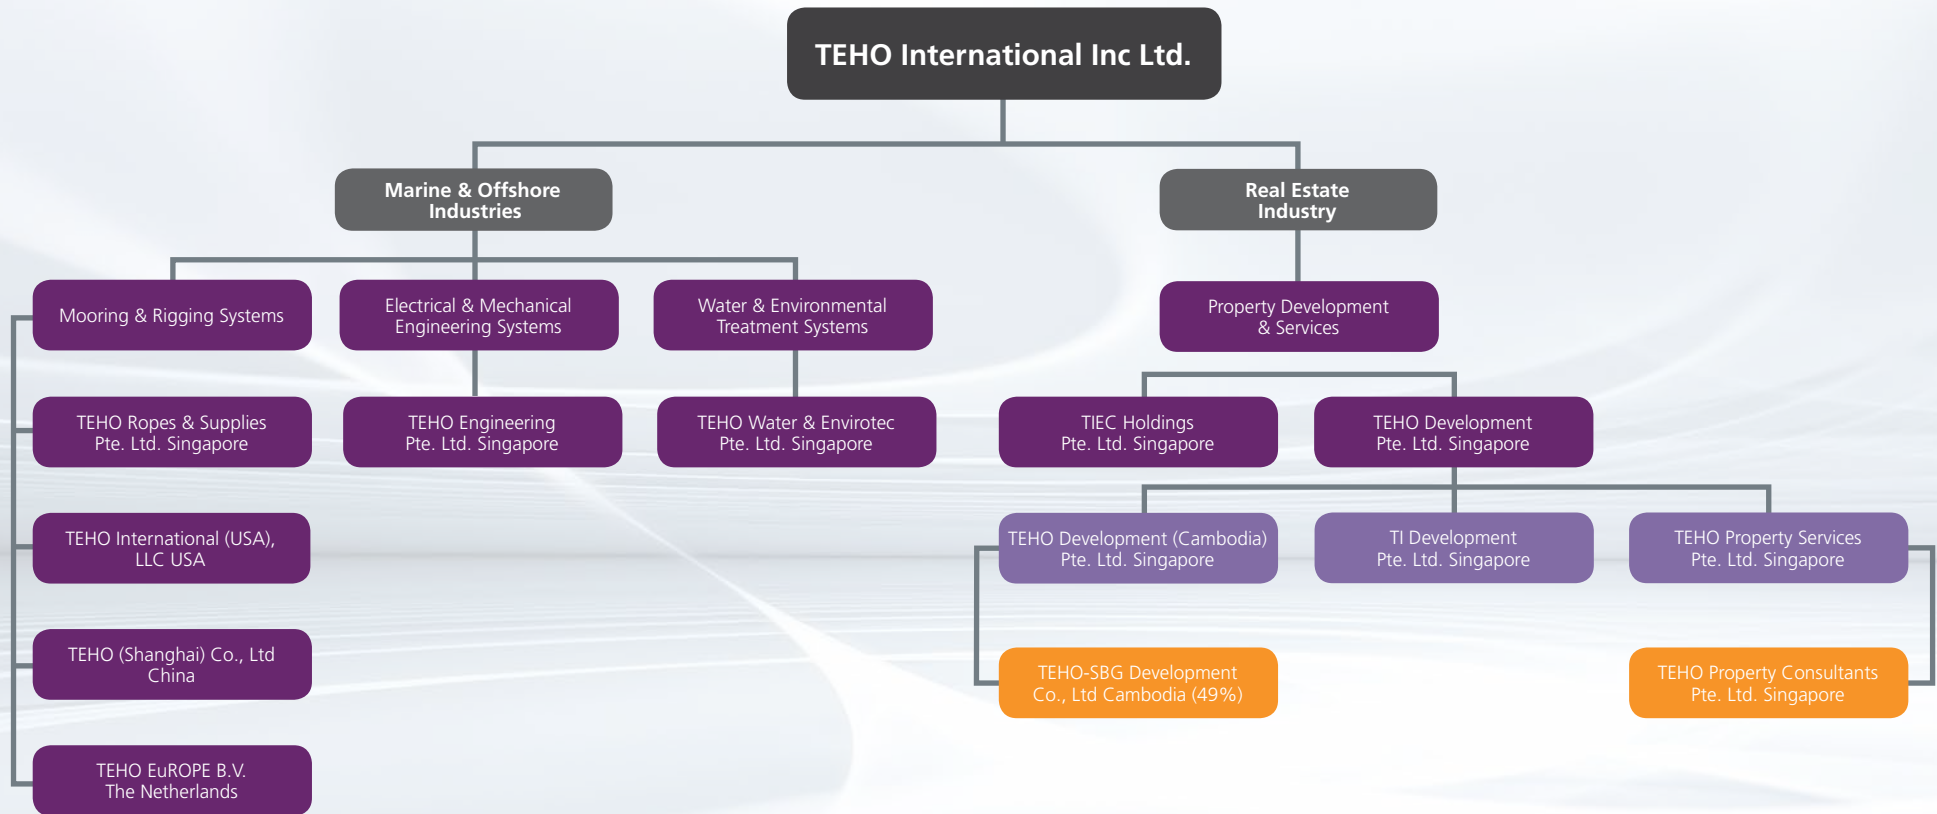 TEHO International Inc Ltd.
Marine & Offshore
Industries
Real Estate
Industry
Mooring & Rigging Systems
Electrical & Mechanical
Engineering Systems
Water & Environmental
Treatment Systems
Property Development
& Services
TEHO Ropes & Supplies
Pte. Ltd. Singapore
TEHO Engineering
Pte. Ltd. Singapore
TEHO Water & Envirotec
Pte. Ltd. Singapore
TIEC Holdings
Pte. Ltd. Singapore
TEHO Development
Pte. Ltd. Singapore
TEHO International (USA),
LLC USA
TEHO Development (Cambodia)
Pte. Ltd. Singapore
TI Development
Pte. Ltd. Singapore
TEHO Property Services
Pte. Ltd. Singapore
TEHO (Shanghai) Co., Ltd
China
TEHO-SBG Development
Co., Ltd Cambodia (49%)
TEHO Property Consultants
Pte. Ltd. Singapore
TEHO EuROPE B.V.
The Netherlands